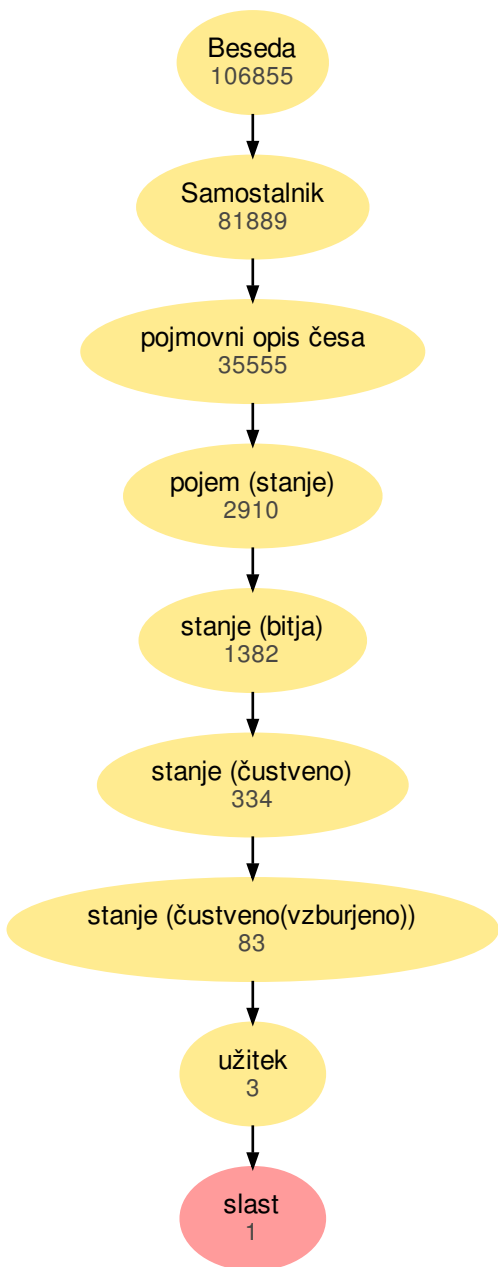 Beseda
106855
Samostalnik
81889
pojmovni opis česa
35555
pojem (stanje)
2910
stanje (bitja)
1382
stanje (čustveno)
334
stanje (čustveno(vzburjeno))
83
užitek
3
slast
1